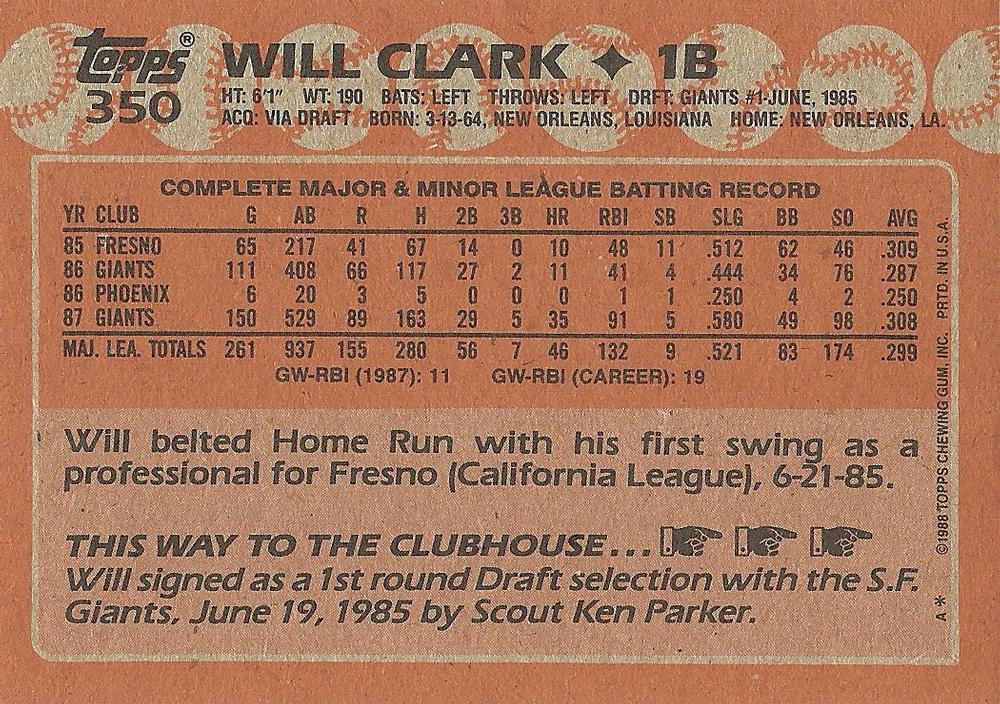 topps® WILL CLARK ✦ 1B
350 HT: 6'1" WT: 190 BATS: LEFT THROWS: LEFT DRFT: GIANTS #1-JUNE, 1985
ACQ: VIA DRAFT BORN: 3-13-64, NEW ORLEANS, LOUISIANA HOME: NEW ORLEANS, LA.
COMPLETE MAJOR & MINOR LEAGUE BATTING RECORD
YR CLUB G AB R H 2B 3B HR RBI SB SLG BB SO AVG
85 FRESNO 65 217 41 67 14 0 10 48 11 .512 62 46 .309
86 GIANTS 111 408 66 117 27 2 11 41 4 .444 34 76 .287
86 PHOENIX 6 20 3 5 0 0 0 1 1 .250 4 2 .250
87 GIANTS 150 529 89 163 29 5 35 91 5 .580 49 98 .308
MAJ. LEA. TOTALS 261 937 155 280 56 7 46 132 9 .521 83 174 .299
GW-RBI (1987): 11 GW-RBI (CAREER): 19
Will belted Home Run with his first swing as a
professional for Fresno (California League), 6-21-85.
THIS WAY TO THE CLUBHOUSE...
Will signed as a 1st round Draft selection with the S.F.
Giants, June 19, 1985 by Scout Ken Parker.
A* ©1988 TOPPS CHEWING GUM, INC. PRTD. IN U.S.A.